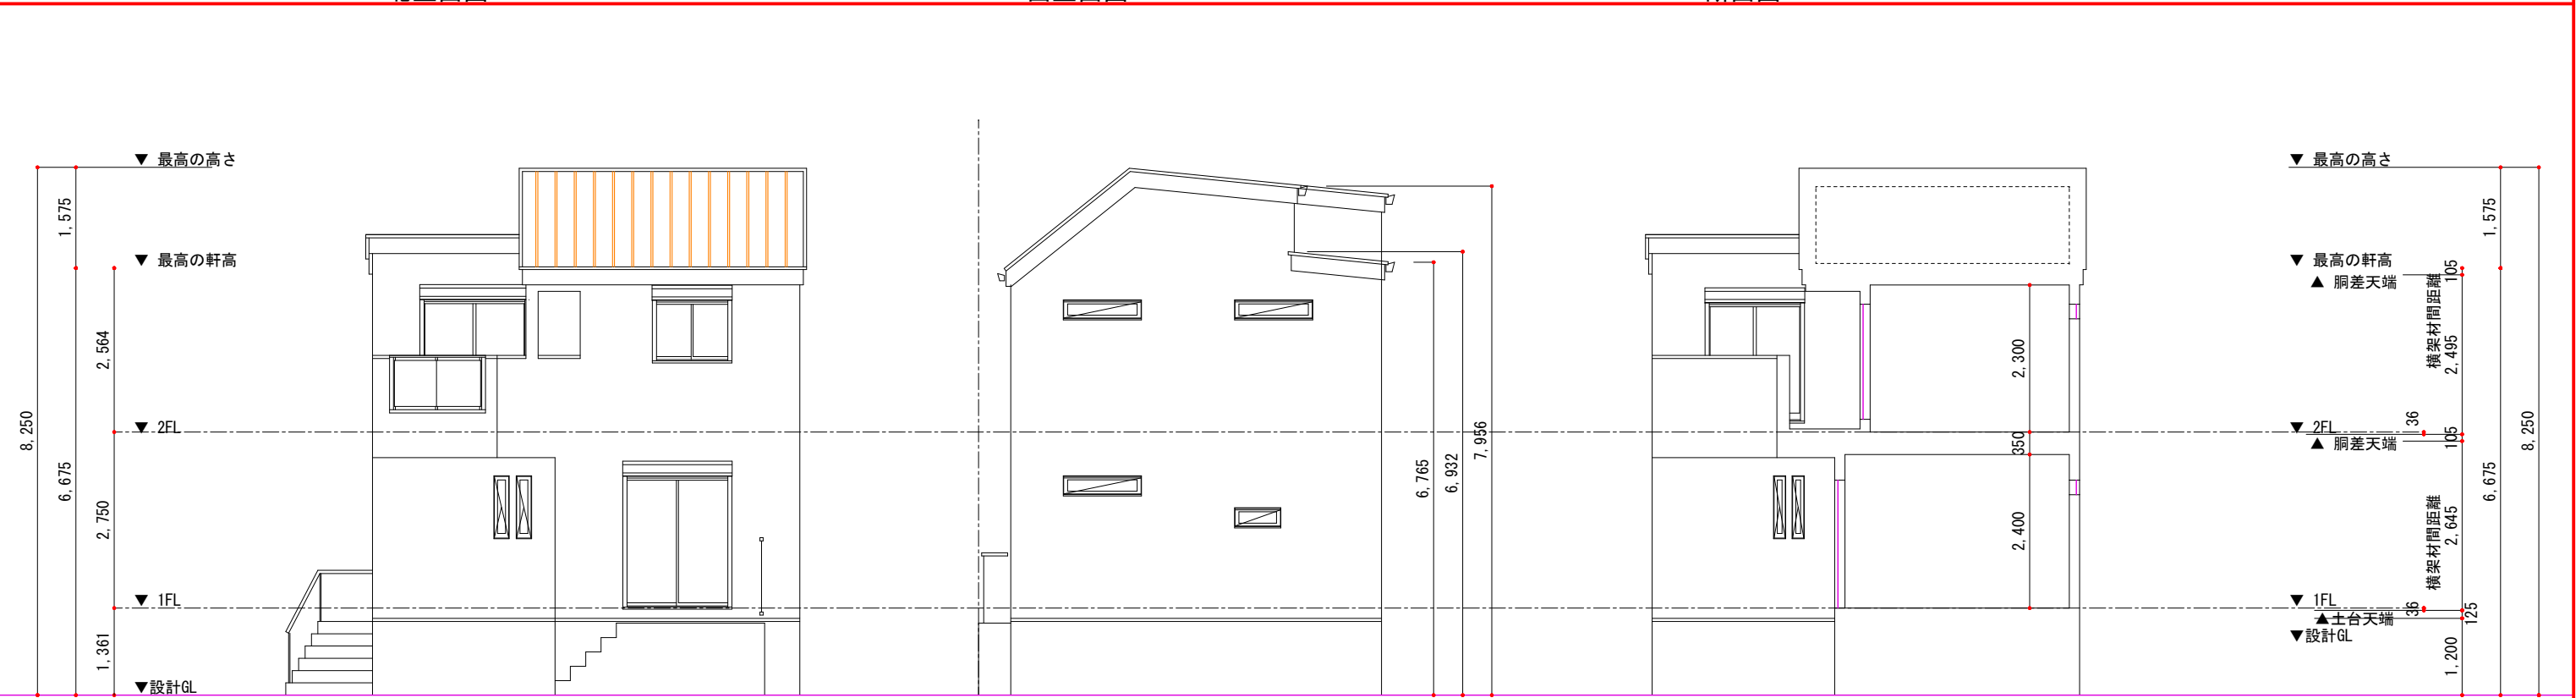 ▼ 最高の高さ
▼ 最高の軒高
▼ 2FL
▼ 1FL
▼設計GL
8,250
1,575
6,675
2,564
2,750
1,361
6,765
6,932
7,956
2,300
350
2,400
▼ 最高の高さ
▼ 最高の軒高
▲ 胴差天端
▼ 2FL
▲ 胴差天端
▼ 1FL
▲土台天端
▼設計GL
105
横架材間距離
2,495
36
105
横架材間距離
2,645
36
125
1,200
1,575
6,675
8,250